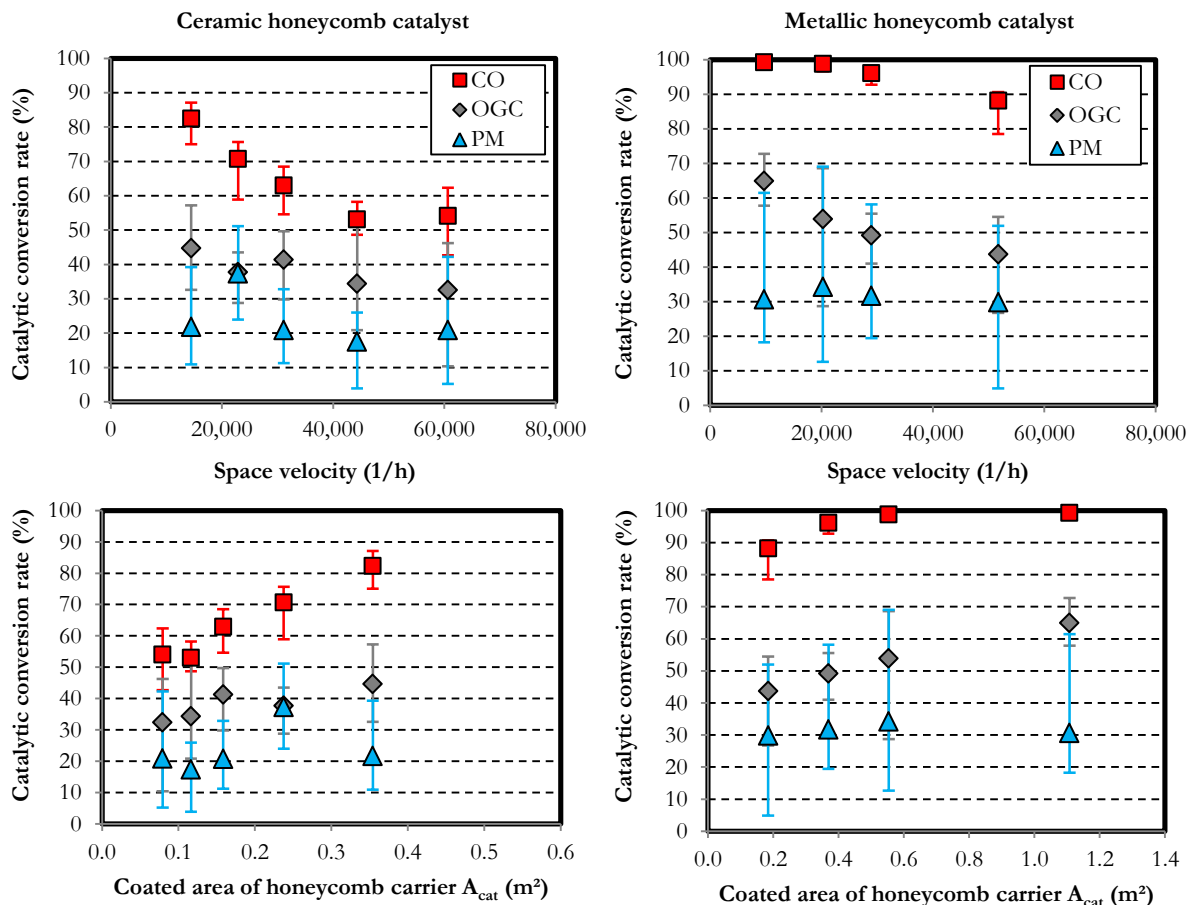 Ceramic honeycomb catalyst
Catalytic conversion rate (%)
100
90
80
70
60
50
40
30
20
10
0
CO
OGC
PM
0 20,000 40,000 60,000 80,000
Space velocity (1/h)
Metallic honeycomb catalyst
Catalytic conversion rate (%)
100
90
80
70
60
50
40
30
20
10
0
CO
OGC
PM
0 20,000 40,000 60,000 80,000
Space velocity (1/h)
Catalytic conversion rate (%)
100
90
80
70
60
50
40
30
20
10
0
0.0 0.1 0.2 0.3 0.4 0.5 0.6
Coated area of honeycomb carrier Acat (m²)
Catalytic conversion rate (%)
100
90
80
70
60
50
40
30
20
10
0
0.0 0.2 0.4 0.6 0.8 1.0 1.2 1.4
Coated area of honeycomb carrier Acat (m²)